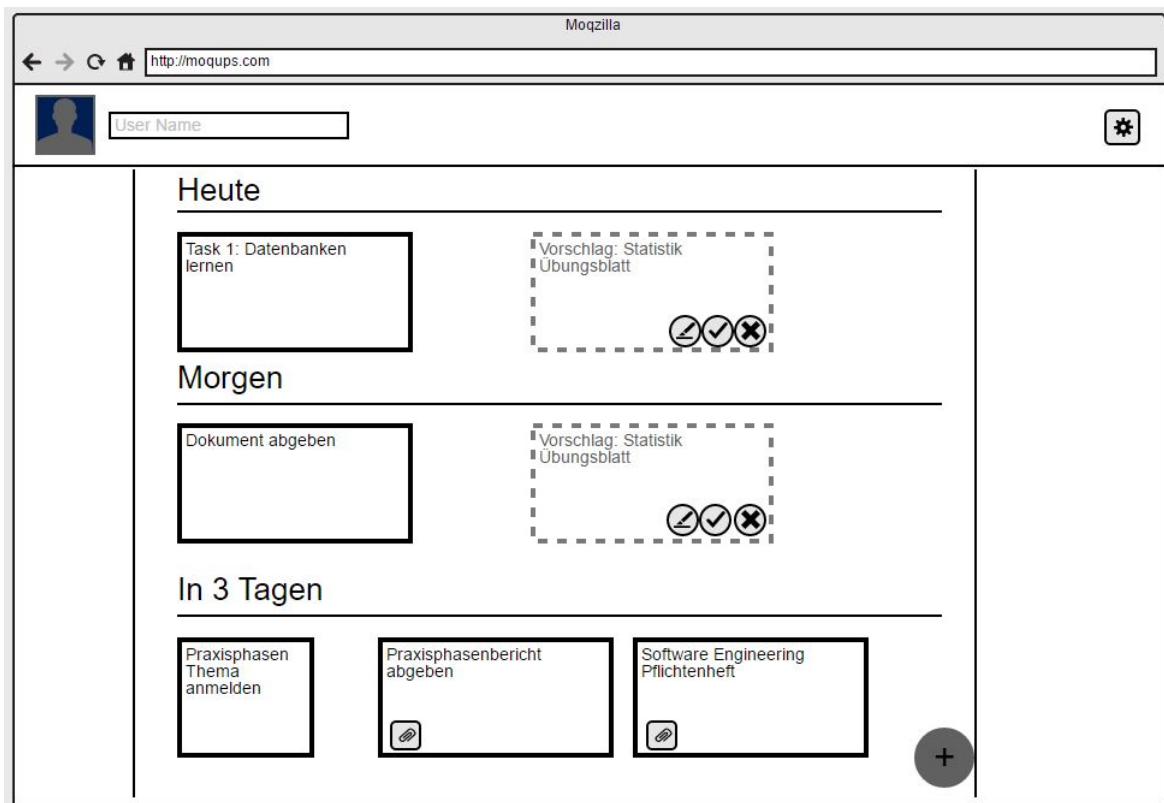 Moqzilla
http://moqups.com
User Name
Heute
Task 1: Datenbanken
lernen
Vorschlag: Statistik
Übungsblatt
Morgen
Dokument abgeben
Vorschlag: Statistik
Übungsblatt
In 3 Tagen
Praxisphasen
Thema
anmelden
Praxisphasenbericht
abgeben
Software Engineering
Pflichtenheft
+